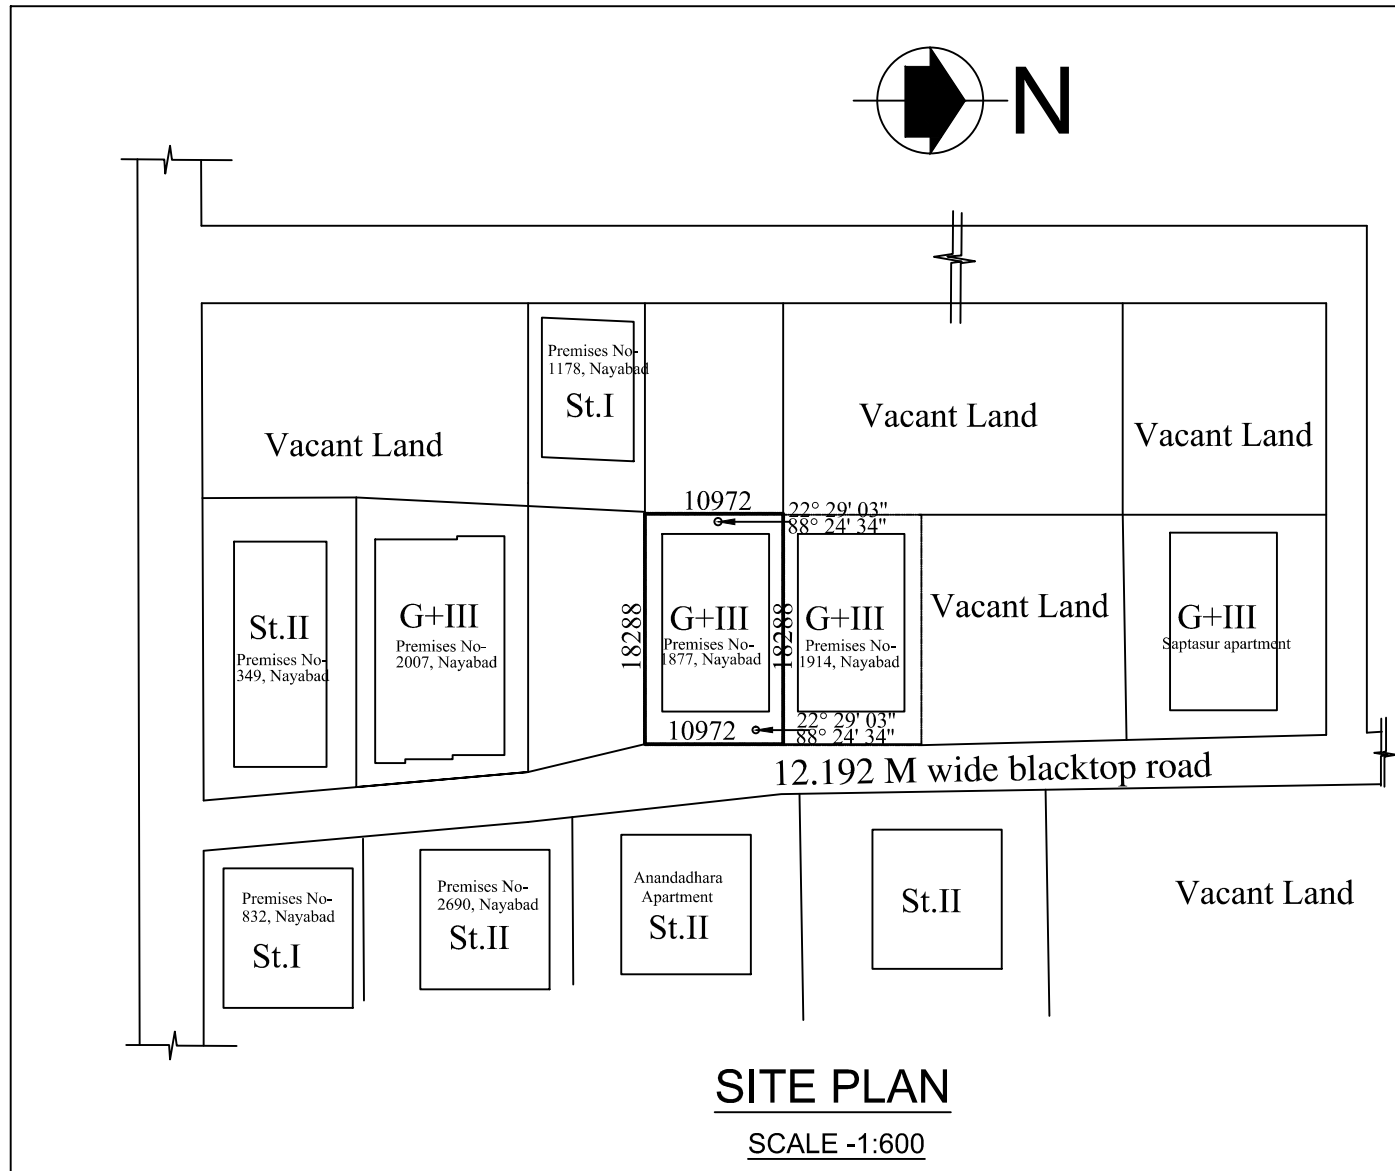 N
Premises No-
1178, Nayabad
St.I
Vacant Land
Vacant Land
Vacant Land
10972
22° 29' 03"
88° 24' 34"
St.II
Premises No-
349, Nayabad
G+III
Premises No-
2007, Nayabad
18288
G+III
Premises No-
1877, Nayabad
18288
G+III
Premises No-
1914, Nayabad
Vacant Land
G+III
Saptasur apartment
10972
22° 29' 03"
88° 24' 34"
12.192 M wide blacktop road
Premises No-
832, Nayabad
St.I
Premises No-
2690, Nayabad
St.II
Anandadhara
Apartment
St.II
St.II
Vacant Land
SITE PLAN
SCALE -1:600